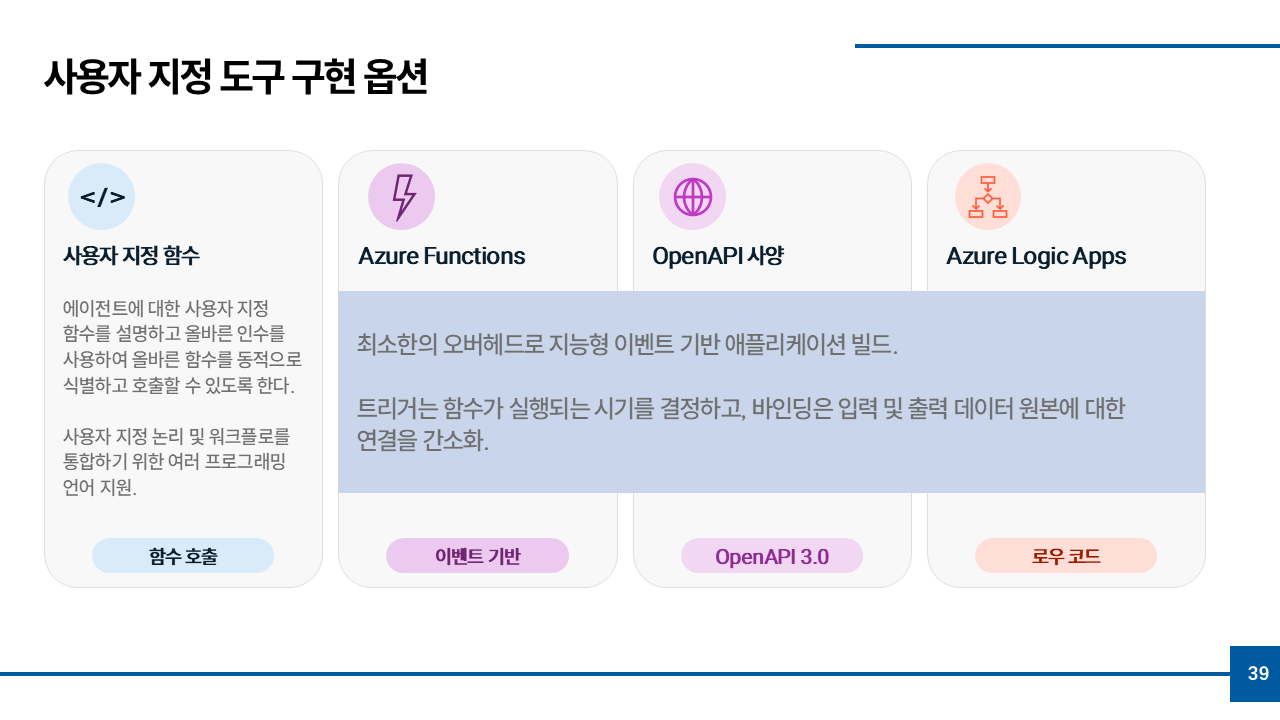 사용자 지정 도구 구현 옵션
</>
사용자 지정 함수
에이전트에 대한 사용자 지정
함수를 설명하고 올바른 인수를
사용하여 올바른 함수를 동적으로
식별하고 호출할 수 있도록 한다.
사용자 지정 논리 및 워크플로를
통합하기 위한 여러 프로그래밍
언어 지원.
함수 호출
Azure Functions
OpenAPI 사양
Azure Logic Apps
최소한의 오버헤드로 지능형 이벤트 기반 애플리케이션 빌드.
트리거는 함수가 실행되는 시기를 결정하고, 바인딩은 입력 및 출력 데이터 원본에 대한
연결을 간소화.
이벤트 기반
OpenAPI 3.0
로우 코드
39